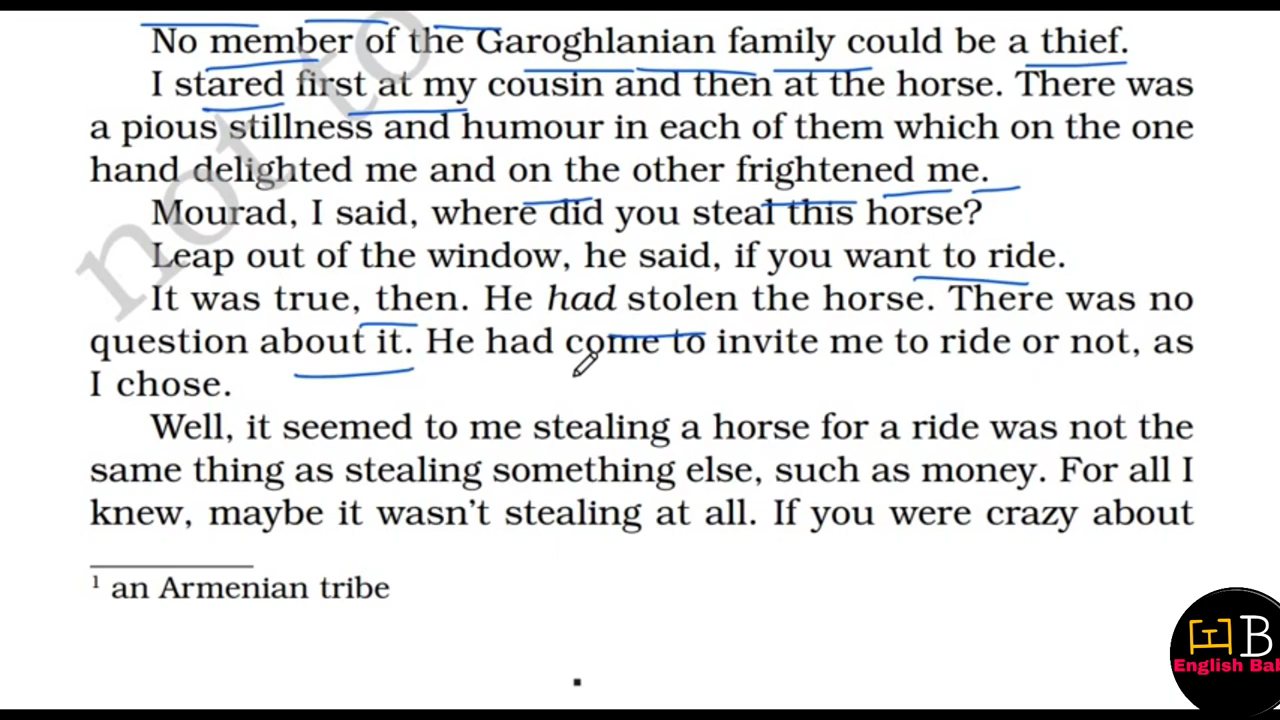 No member of the Garoghlanian family could be a thief.
I stared first at my cousin and then at the horse. There was
a pious stillness and humour in each of them which on the one
hand delighted me and on the other frightened me.
Mourad, I said, where did you steal this horse?
Leap out of the window, he said, if you want to ride.
It was true, then. He had stolen the horse. There was no
question about it. He had come to invite me to ride or not, as
I chose.
Well, it seemed to me stealing a horse for a ride was not the
same thing as stealing something else, such as money. For all I
knew, maybe it wasn't stealing at all. If you were crazy about
1 an Armenian tribe
not to
EB
English Bab